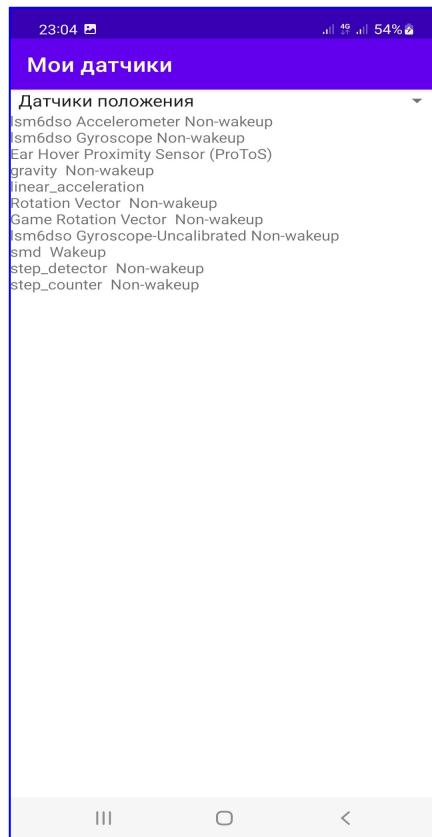 23:04 4G 54%
Мои датчики
Датчики положения
lsm6dso Accelerometer Non-wakeup
lsm6dso Gyroscope Non-wakeup
Ear Hover Proximity Sensor (ProToS)
gravity  Non-wakeup
linear_acceleration
Rotation Vector  Non-wakeup
Game Rotation Vector  Non-wakeup
lsm6dso Gyroscope-Uncalibrated Non-wakeup
smd  Wakeup
step_detector  Non-wakeup
step_counter  Non-wakeup